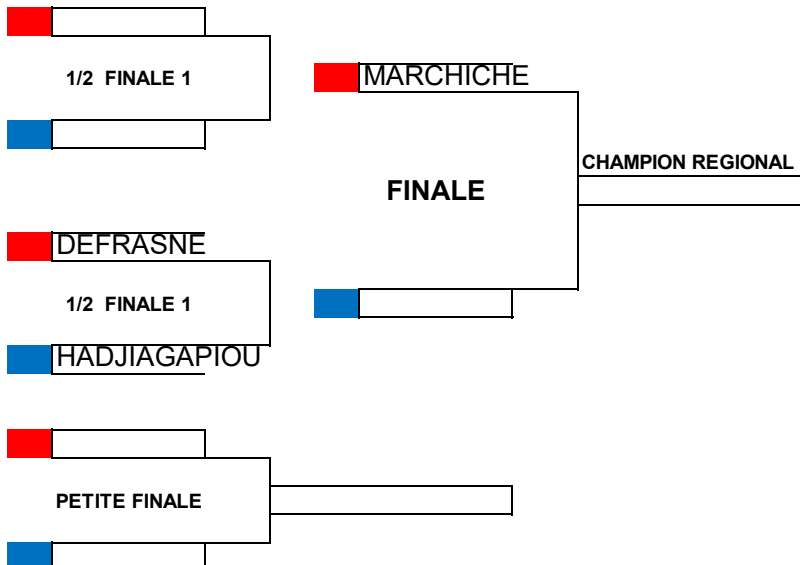 1/2 FINALE 1
MARCHICHE
FINALE
CHAMPION REGIONAL
DEFRASNE
1/2 FINALE 1
HADJIAGAPIOU
PETITE FINALE